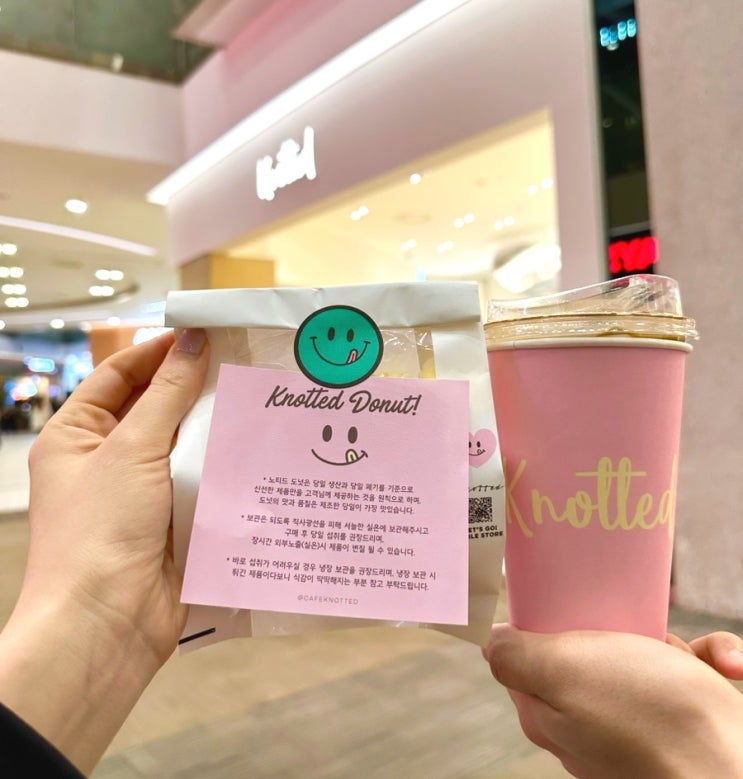 Knotted
Knotted Donut!
* 노티드 도넛은 당일 생산과 당일 폐기를 기준으로
신선한 제품만을 고객님께 제공하는 것을 원칙으로 하며,
도넛의 맛과 품질은 제조한 당일이 가장 맛있습니다.
* 보관은 되도록 직사광선을 피해 서늘한 실온에 보관해주시고
구매 후 당일 섭취를 권장드리며,
장시간 외부노출(실온)시 제품이 변질 될 수 있습니다.
* 바로 섭취가 어려우실 경우 냉장 보관을 권장드리며, 냉장 보관 시
튀긴 제품이다보니 식감이 딱딱해지는 부분 참고 부탁드립니다.
@CAFEKNOTTED
ET'S GO!
ILE STORE
Knotted